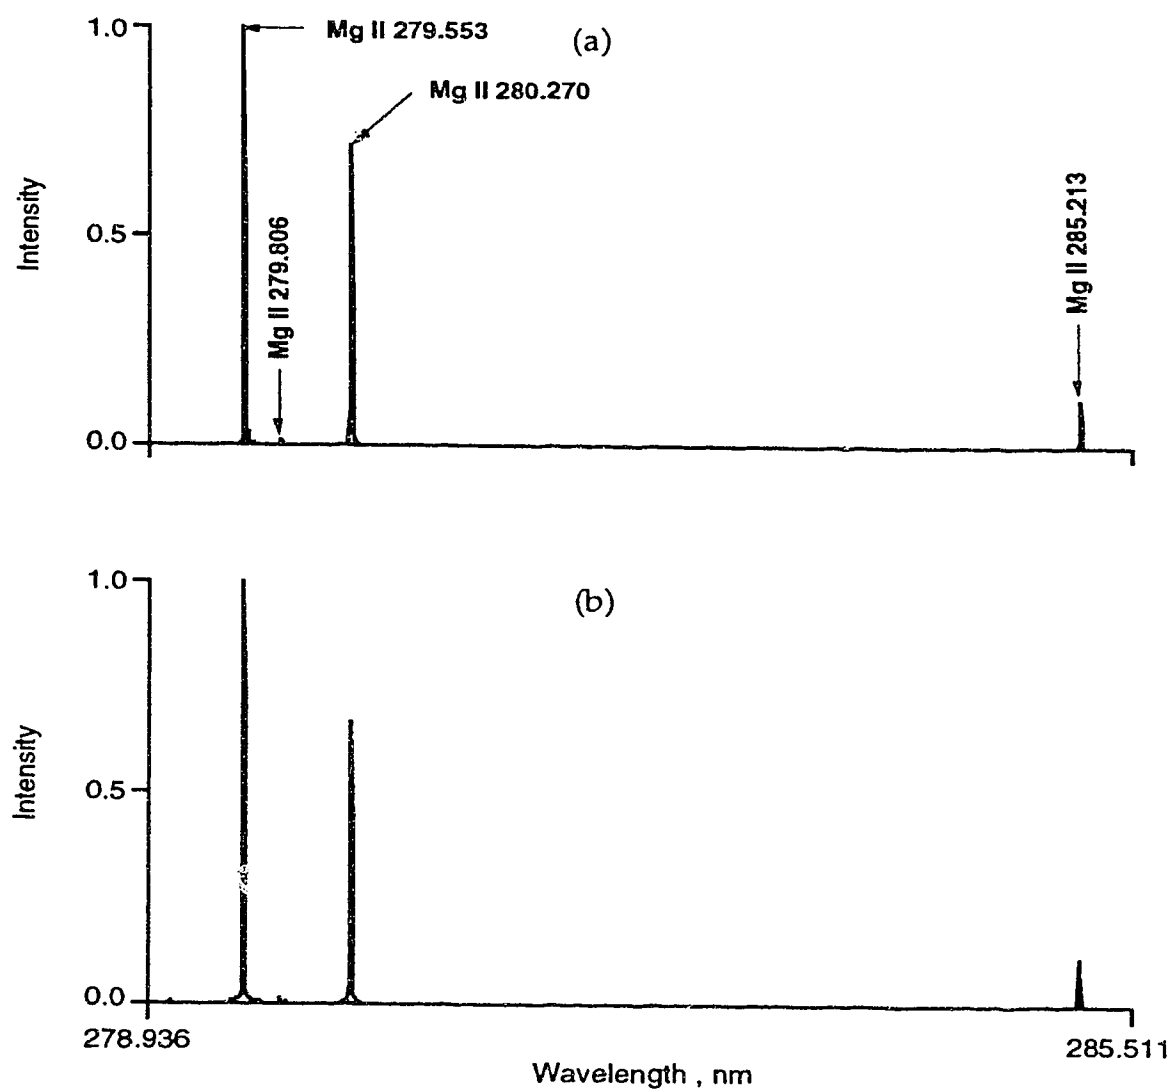 1.0
Mg II 279.553
(a)
Mg II 280.270
Intensity
0.5
Mg II 279.806
Mg II 285.213
0.0
1.0
(b)
Intensity
0.5
0.0
278.936
285.511
Wavelength , nm